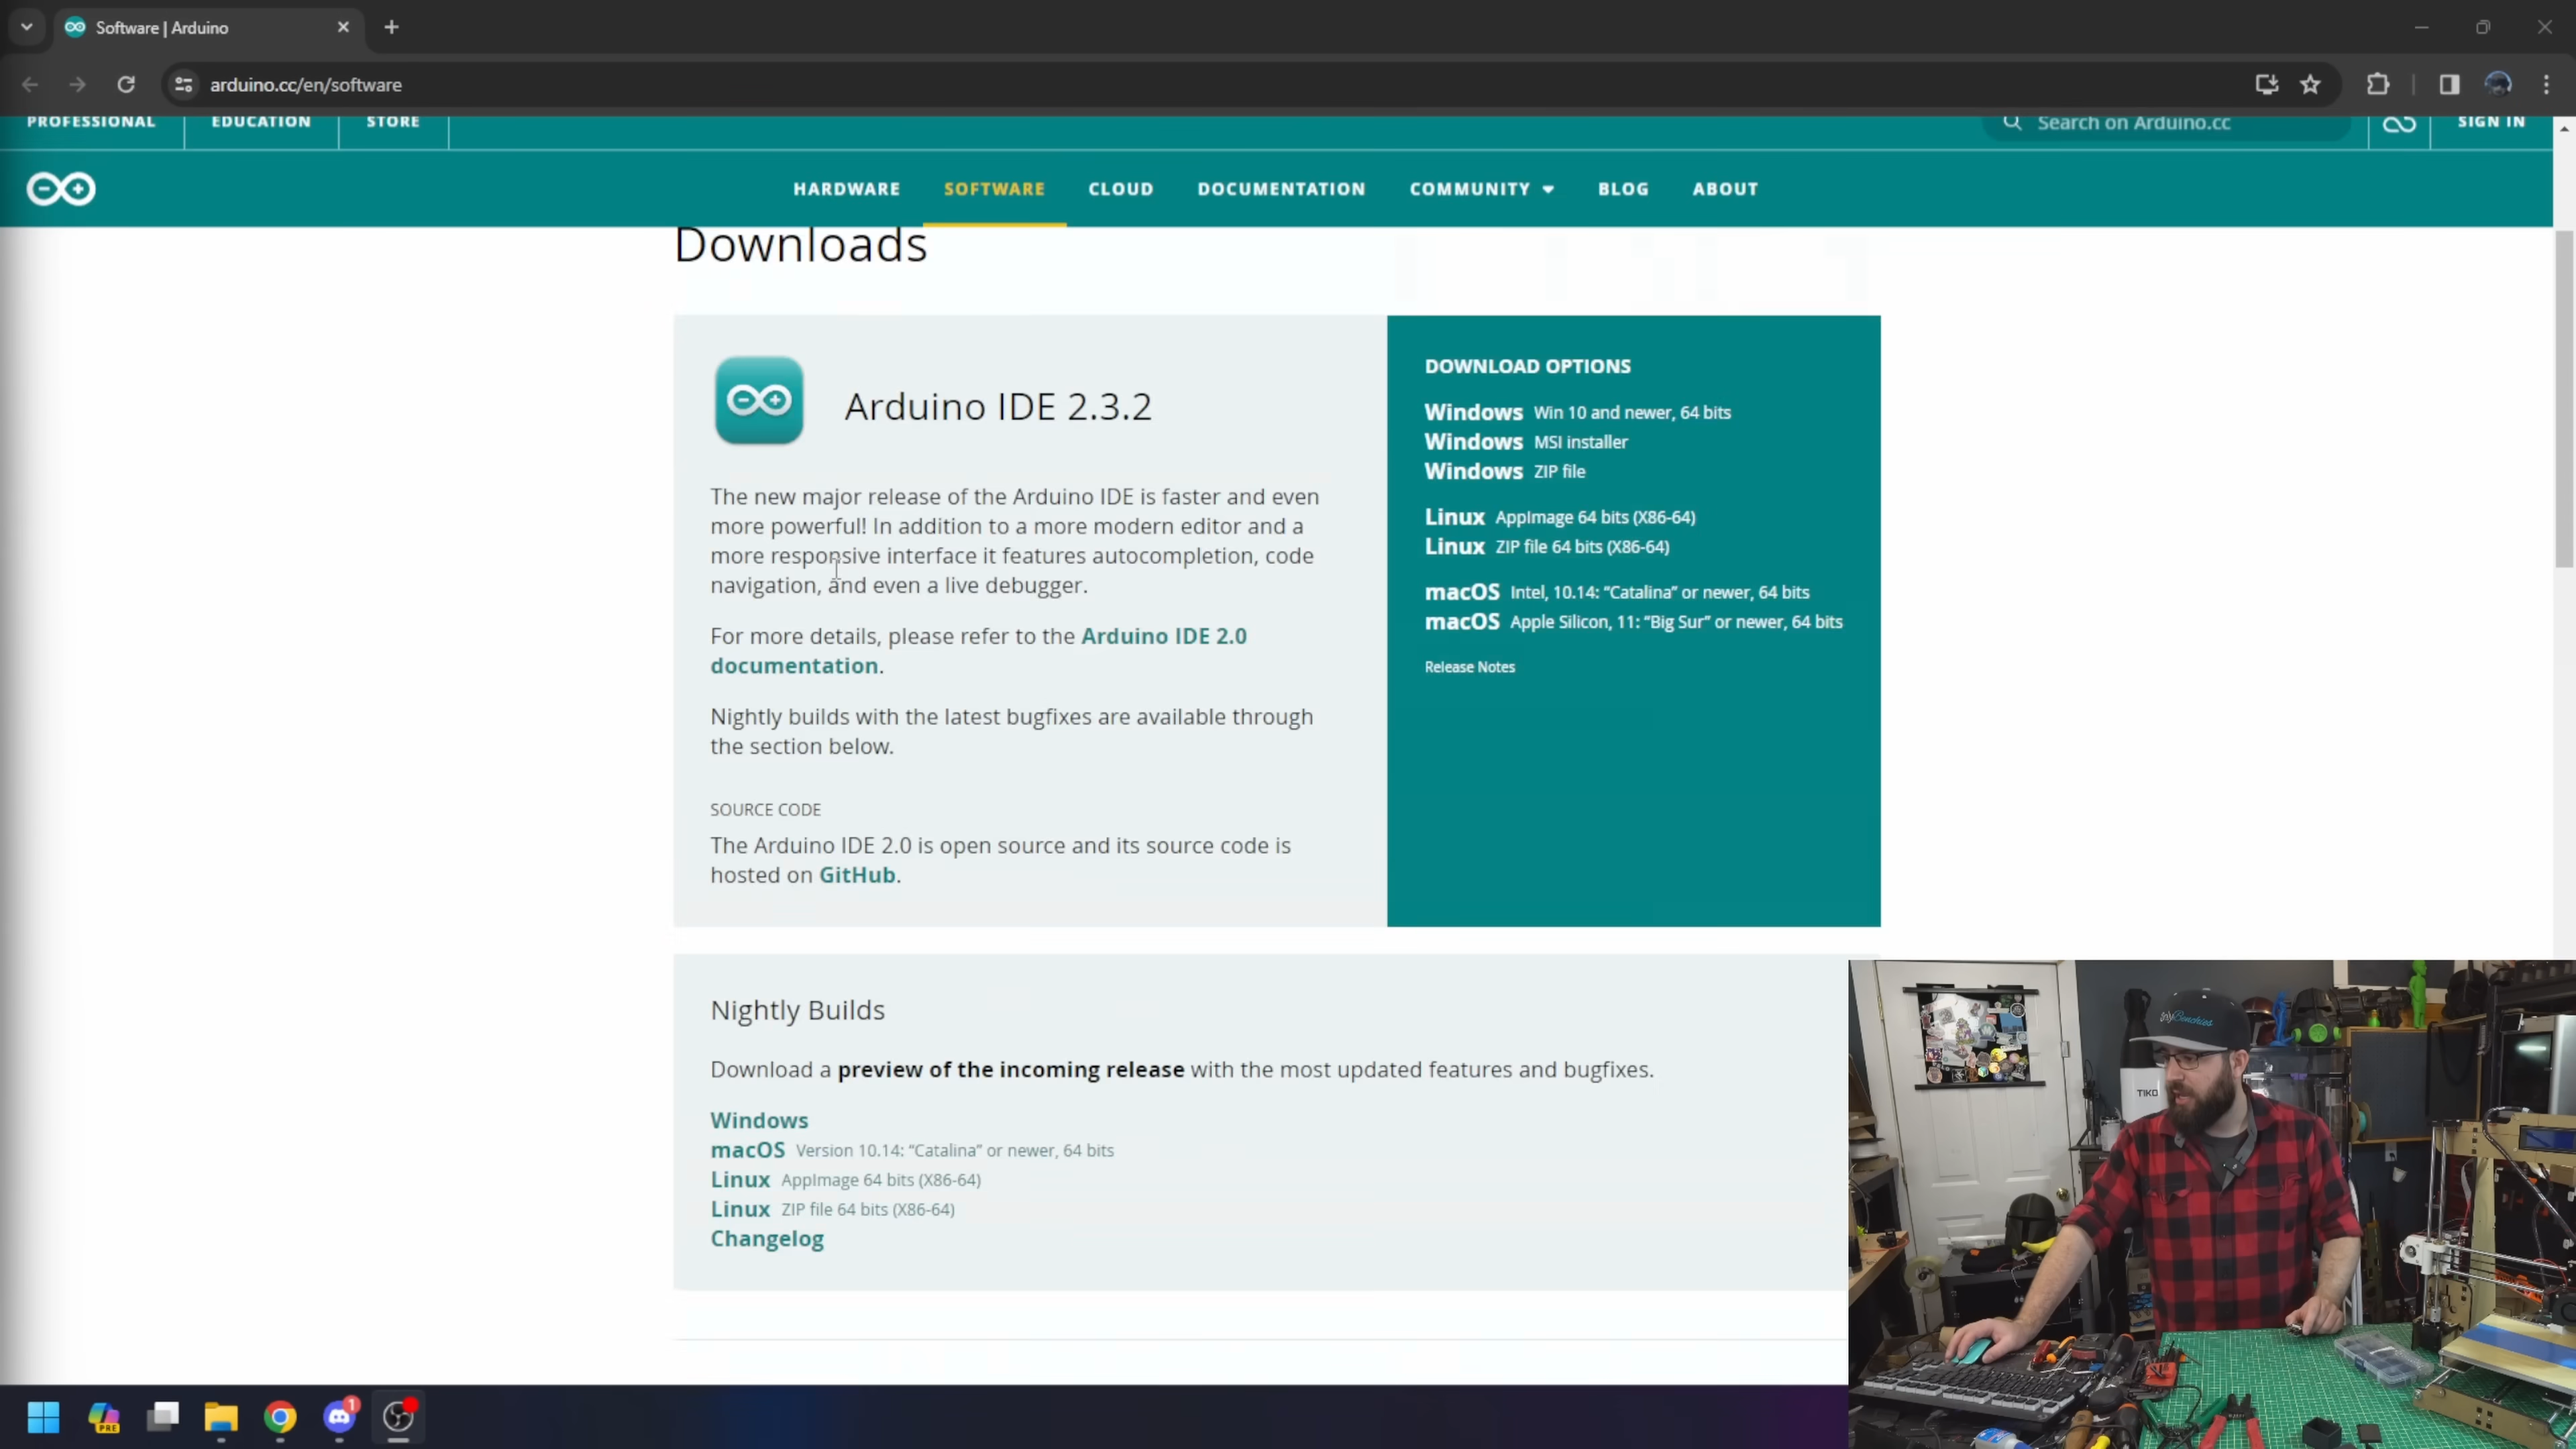 Software | Arduino
arduino.cc/en/software
PROFESSIONAL EDUCATION STORE Search on Arduino.cc SIGN IN
HARDWARE SOFTWARE CLOUD DOCUMENTATION COMMUNITY BLOG ABOUT
Downloads
Arduino IDE 2.3.2
The new major release of the Arduino IDE is faster and even
more powerful! In addition to a more modern editor and a
more responsive interface it features autocompletion, code
navigation, and even a live debugger.
For more details, please refer to the Arduino IDE 2.0
documentation.
Nightly builds with the latest bugfixes are available through
the section below.
SOURCE CODE
The Arduino IDE 2.0 is open source and its source code is
hosted on GitHub.
DOWNLOAD OPTIONS
Windows Win 10 and newer, 64 bits
Windows MSI installer
Windows ZIP file
Linux AppImage 64 bits (X86-64)
Linux ZIP file 64 bits (X86-64)
macOS Intel, 10.14: “Catalina” or newer, 64 bits
macOS Apple Silicon, 11: “Big Sur” or newer, 64 bits
Release Notes
Nightly Builds
Download a preview of the incoming release with the most updated features and bugfixes.
Windows
macOS Version 10.14: “Catalina” or newer, 64 bits
Linux AppImage 64 bits (X86-64)
Linux ZIP file 64 bits (X86-64)
Changelog
Benchies
TIKO
PRE
1